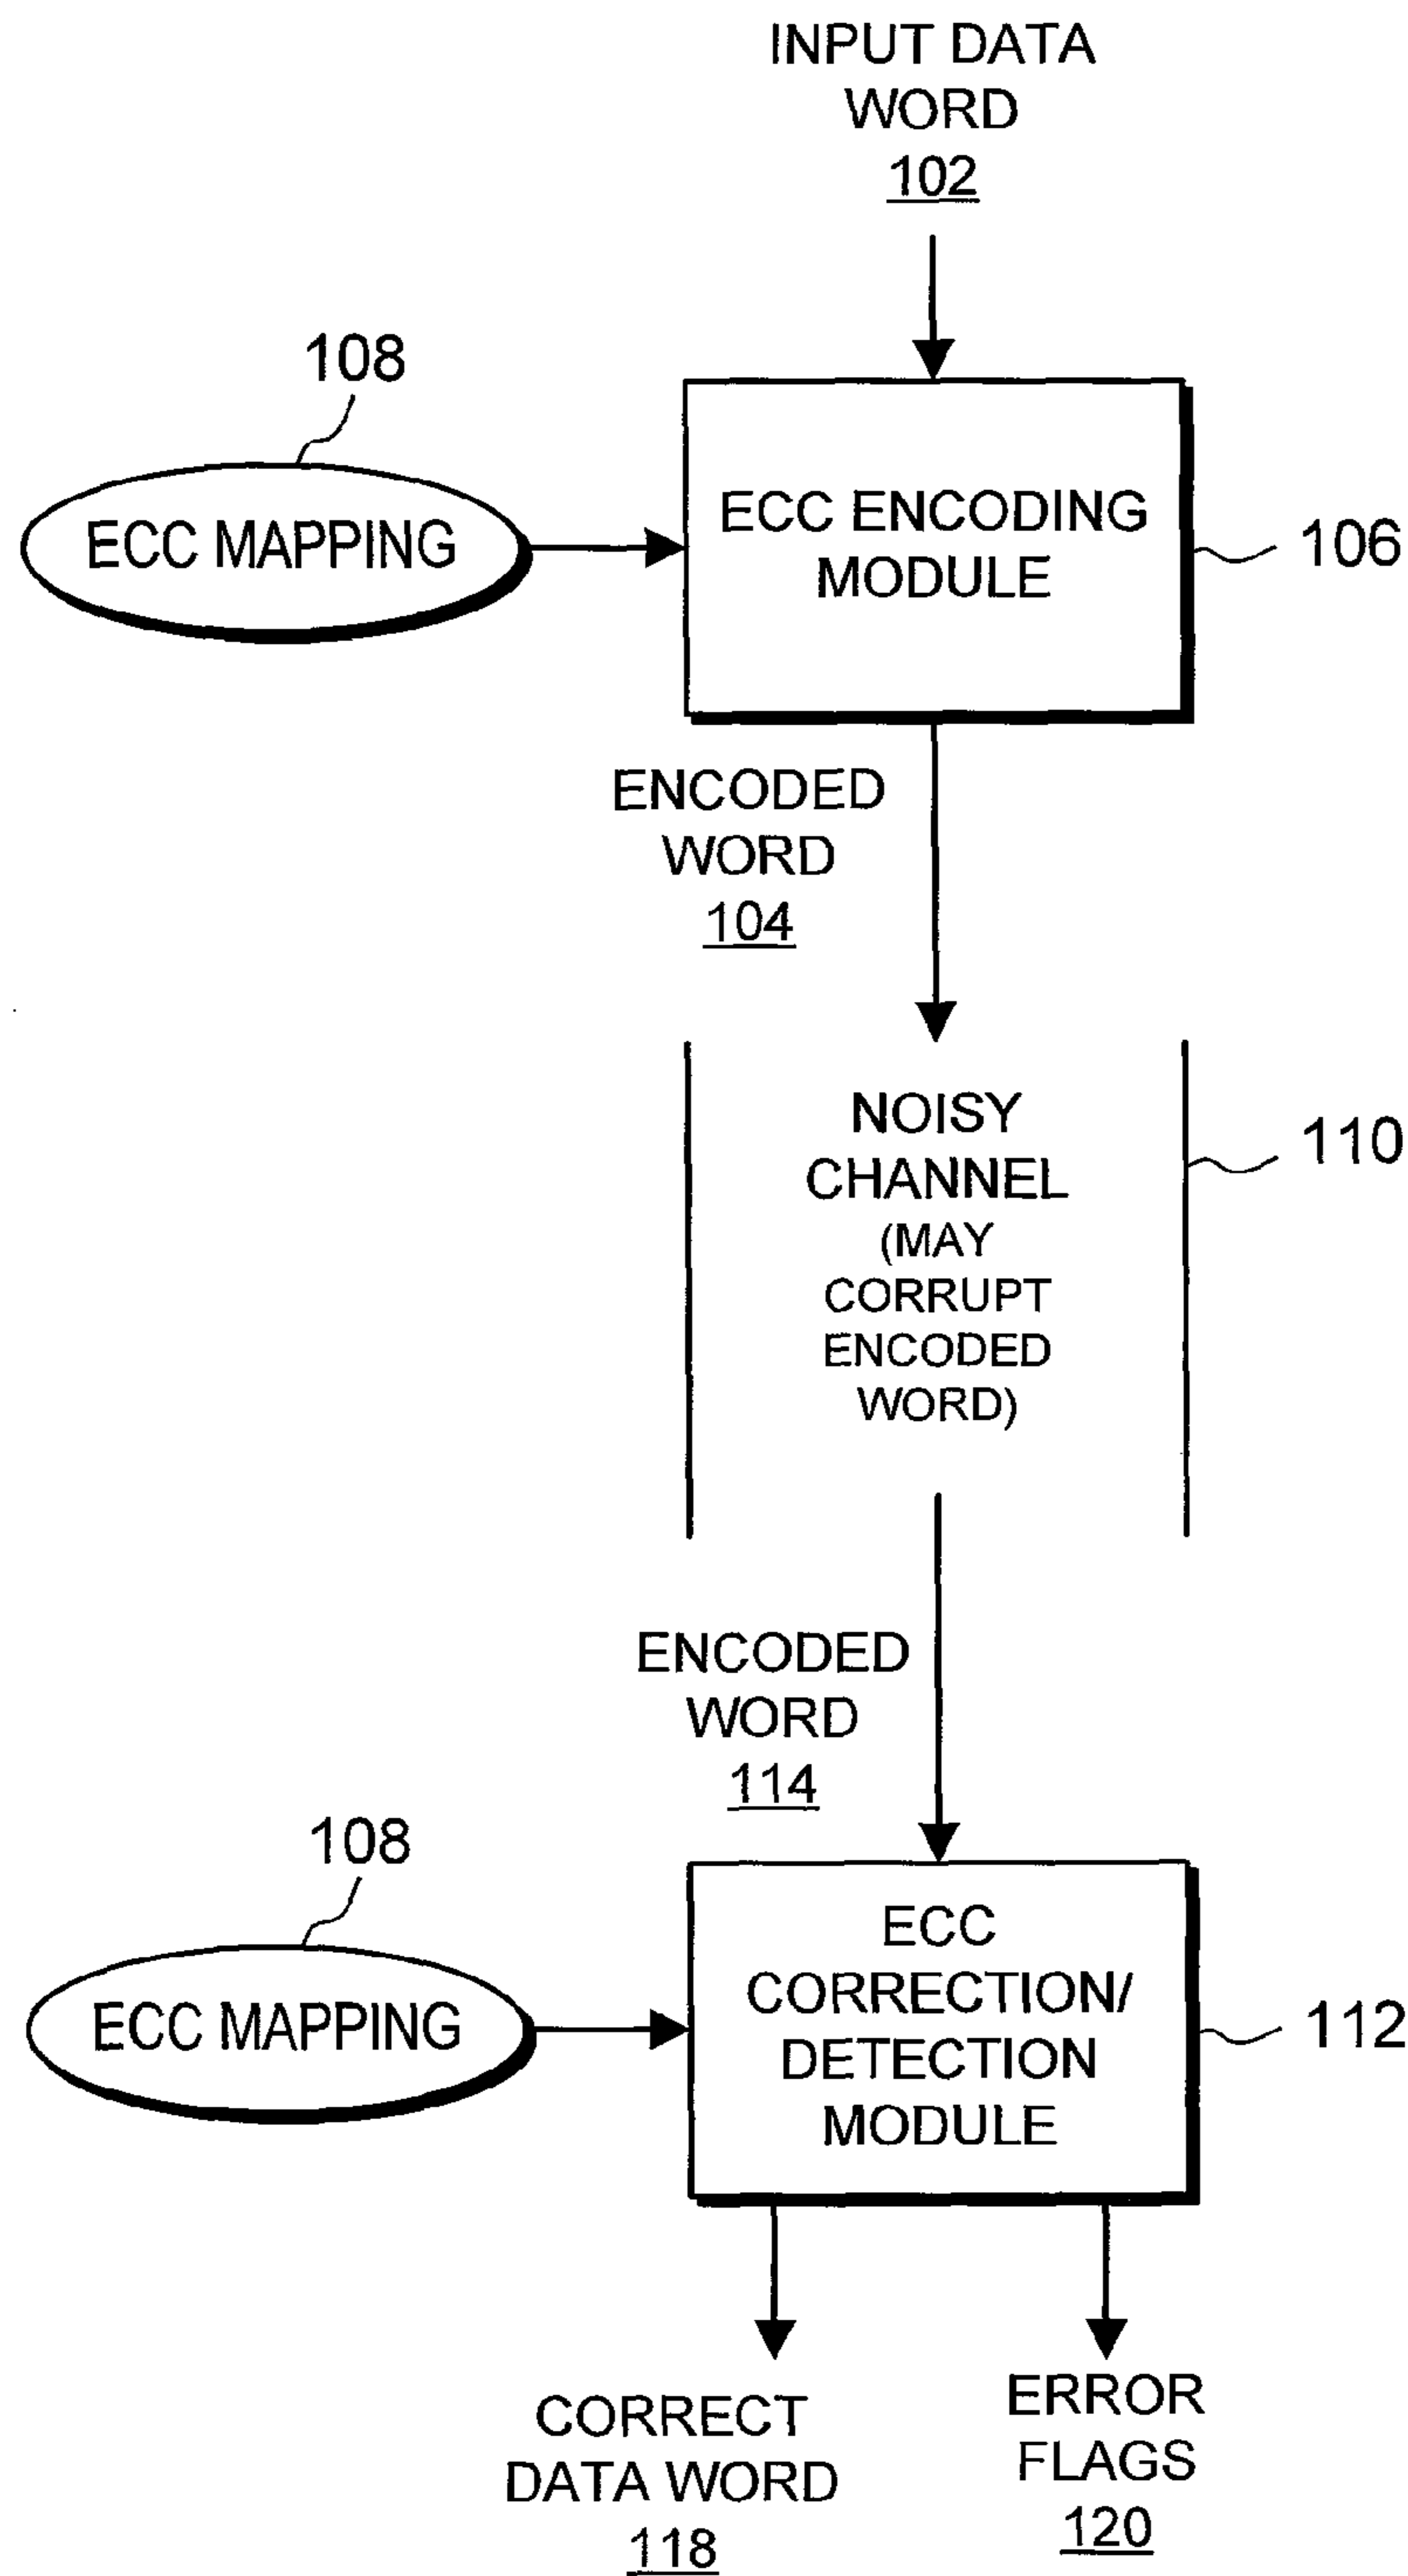 INPUT DATA
WORD
102
108
ECC MAPPING
ECC ENCODING
MODULE
106
ENCODED
WORD
104
NOISY
CHANNEL
(MAY
CORRUPT
ENCODED
WORD)
110
ENCODED
WORD
114
108
ECC MAPPING
ECC
CORRECTION/
DETECTION
MODULE
112
CORRECT
DATA WORD
118
ERROR
FLAGS
120